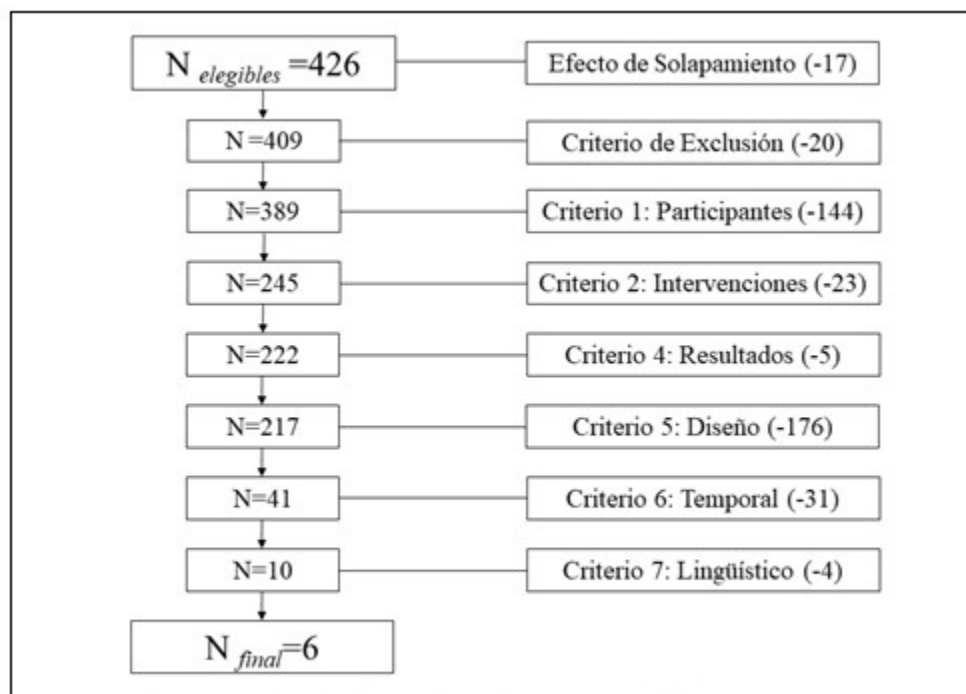 N elegibles =426
Efecto de Solapamiento (-17)
N =409
Criterio de Exclusión (-20)
N=389
Criterio 1: Participantes (-144)
N=245
Criterio 2: Intervenciones (-23)
N=222
Criterio 4: Resultados (-5)
N=217
Criterio 5: Diseño (-176)
N=41
Criterio 6: Temporal (-31)
N=10
Criterio 7: Lingüístico (-4)
N final=6